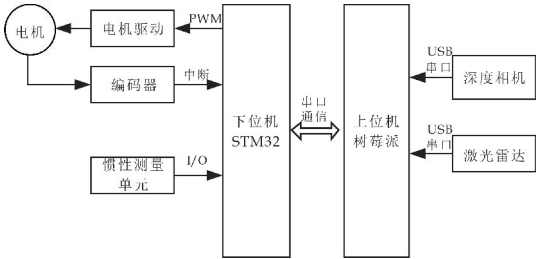 电机
电机驱动
PWM
编码器
中断
惯性测量
单元
I/O
下位机
STM32
串口
通信
上位机
树莓派
USB
串口
深度相机
USB
串口
激光雷达